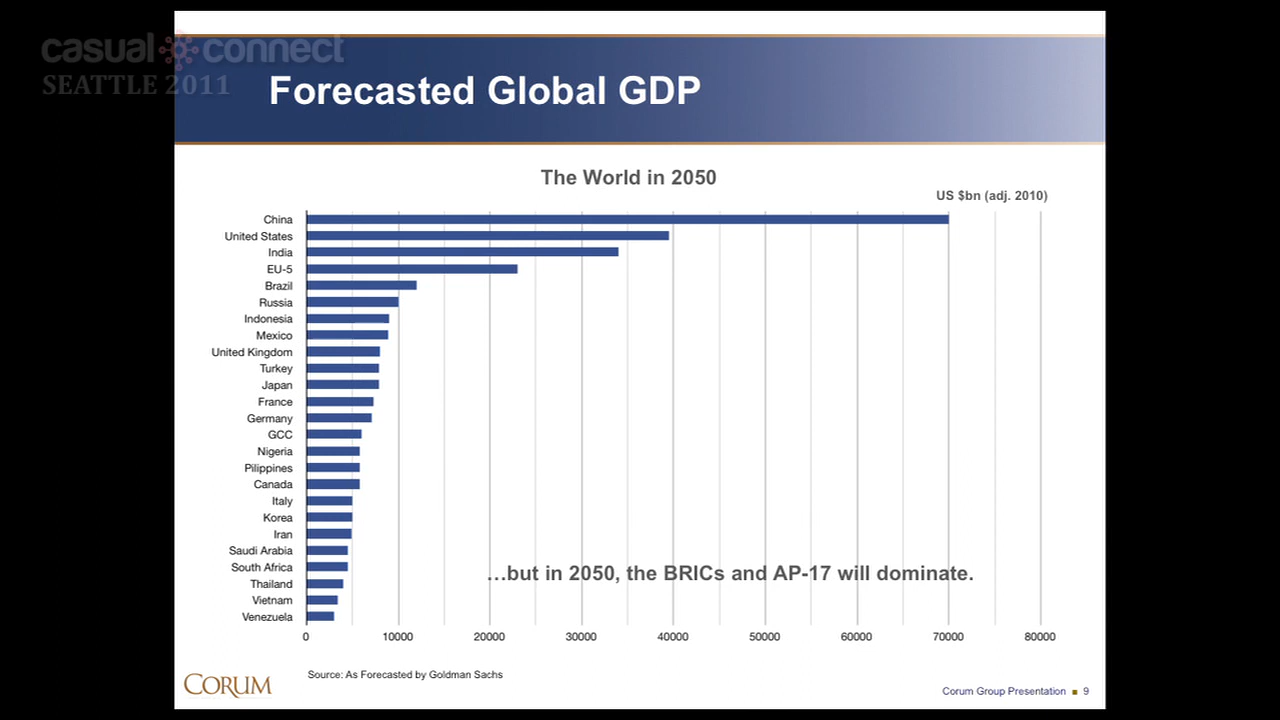 casual connect
SEATTLE 2011
Forecasted Global GDP
The World in 2050
US $bn (adj. 2010)
China
United States
India
EU-5
Brazil
Russia
Indonesia
Mexico
United Kingdom
Turkey
Japan
France
Germany
GCC
Nigeria
Pilippines
Canada
Italy
Korea
Iran
Saudi Arabia
South Africa
Thailand
Vietnam
Venezuela
…but in 2050, the BRICs and AP-17 will dominate.
0 10000 20000 30000 40000 50000 60000 70000 80000
Source: As Forecasted by Goldman Sachs
CORUM
Corum Group Presentation ■ 9